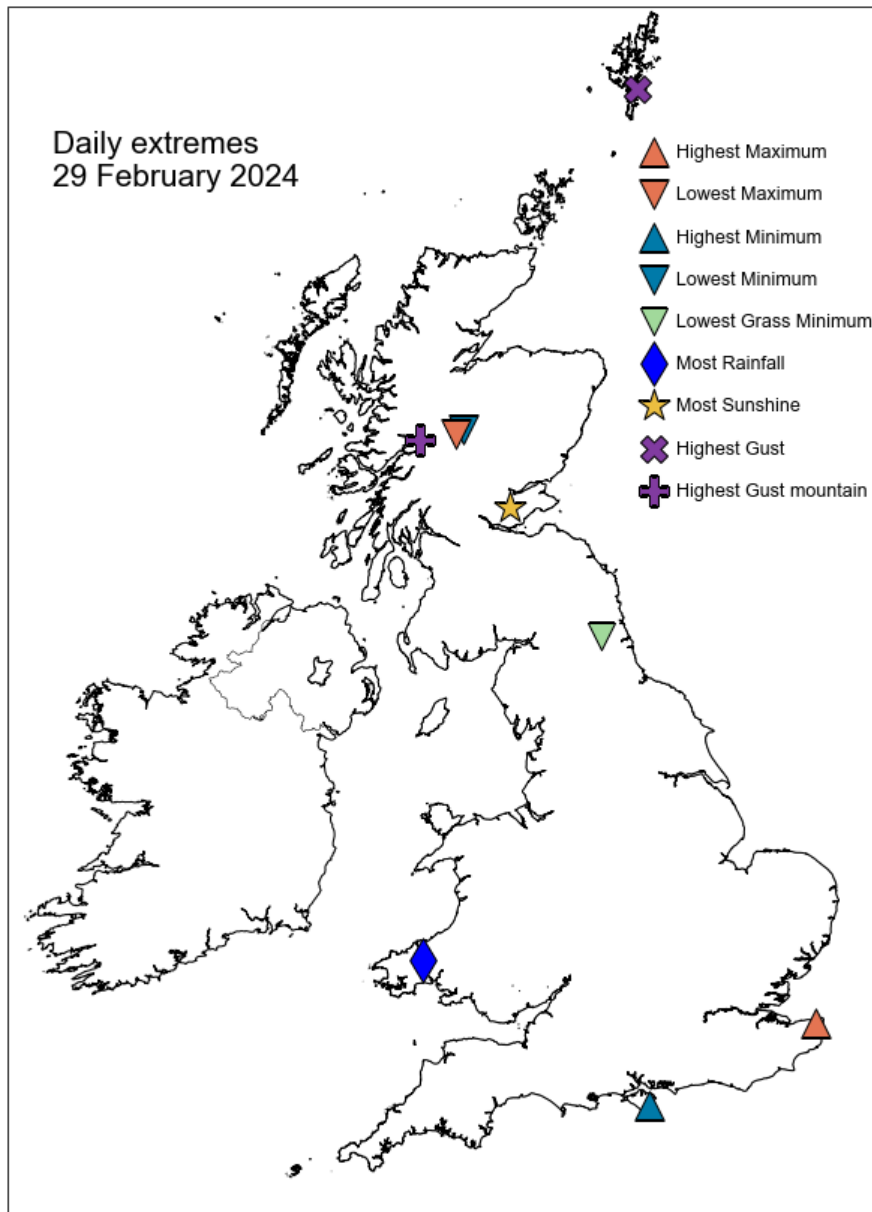 Daily extremes
29 February 2024
Highest Maximum
Lowest Maximum
Highest Minimum
Lowest Minimum
Lowest Grass Minimum
Most Rainfall
Most Sunshine
Highest Gust
Highest Gust mountain